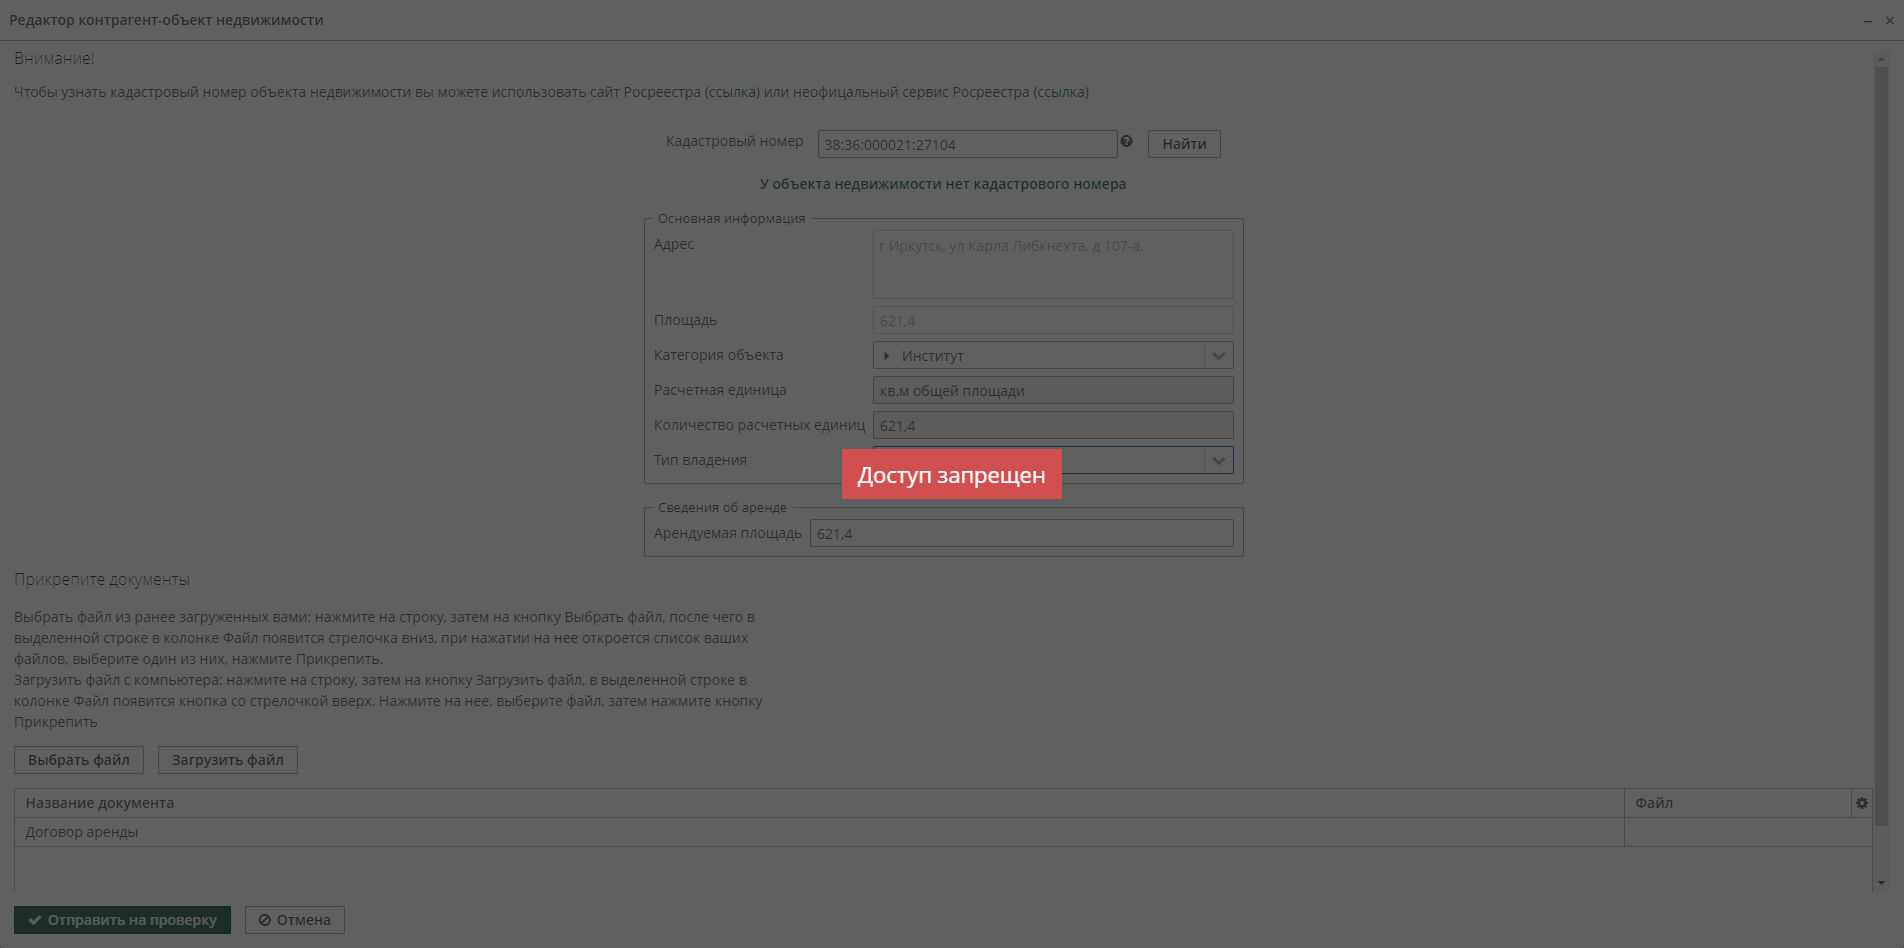 Редактор контрагент-объект недвижимости
Внимание!
Чтобы узнать кадастровый номер объекта недвижимости вы можете использовать сайт Росреестра (ссылка) или неофицальный сервис Росреестра (ссылка)
Кадастровый номер 38:36:000021:27104 Найти
У объекта недвижимости нет кадастрового номера
Основная информация
Адрес г Иркутск, ул Карла Либкнехта, д 107-а,
Площадь 621,4
Категория объекта Институт
Расчетная единица кв.м общей площади
Количество расчетных единиц 621,4
Тип владения
Доступ запрещен
Сведения об аренде
Арендуемая площадь 621,4
Прикрепите документы
Выбрать файл из ранее загруженных вами: нажмите на строку, затем на кнопку Выбрать файл, после чего в
выделенной строке в колонке Файл появится стрелочка вниз, при нажатии на нее откроется список ваших
файлов, выберите один из них, нажмите Прикрепить.
Загрузить файл с компьютера: нажмите на строку, затем на кнопку Загрузить файл, в выделенной строке в
колонке Файл появится кнопка со стрелочкой вверх. Нажмите на нее, выберите файл, затем нажмите кнопку
Прикрепить
Выбрать файл Загрузить файл
Название документа Файл
Договор аренды
Отправить на проверку Отмена